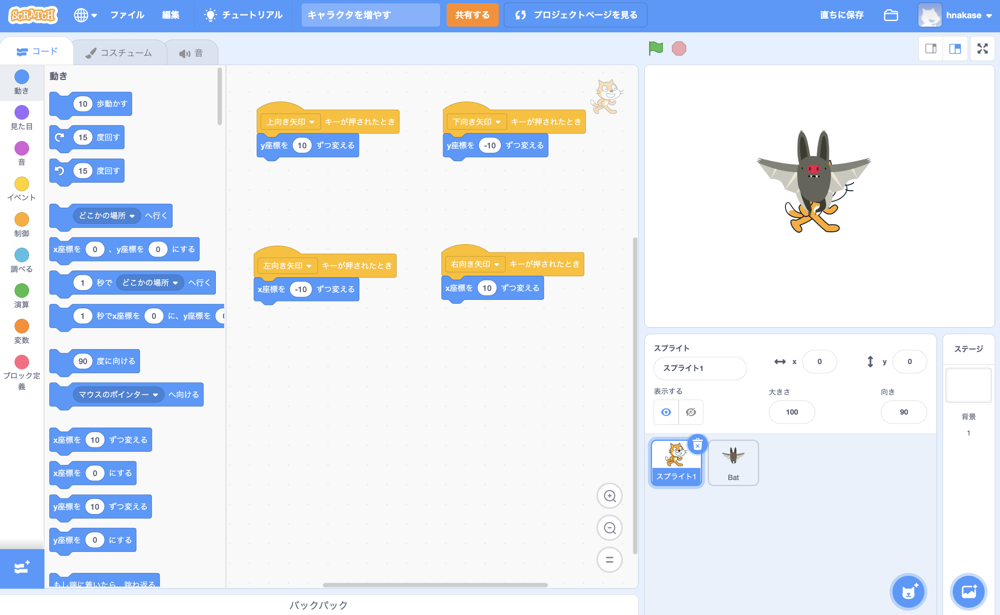 SCRATCH
ファイル
編集
チュートリアル
キャラクタを増やす
共有する
プロジェクトページを見る
直ちに保存
hnakase
コード
コスチューム
音
動き
見た目
音
イベント
制御
調べる
演算
変数
ブロック定
義
動き
10 歩動かす
15 度回す
15 度回す
どこかの場所 へ行く
x座標を 0 、y座標を 0 にする
1 秒で どこかの場所 へ行く
1 秒でx座標を 0 に、y座標を
90 度に向ける
マウスのポインター へ向ける
x座標を 10 ずつ変える
x座標を 0 にする
y座標を 10 ずつ変える
y座標を 0 にする
もし端に着いたら、跳ね返る
上向き矢印 キーが押されたとき
y座標を 10 ずつ変える
下向き矢印 キーが押されたとき
y座標を -10 ずつ変える
左向き矢印 キーが押されたとき
x座標を -10 ずつ変える
右向き矢印 キーが押されたとき
x座標を 10 ずつ変える
バックパック
スプライト
スプライト1
x 0
y 0
表示する
大きさ
100
向き
90
スプライト1
Bat
ステージ
背景
1